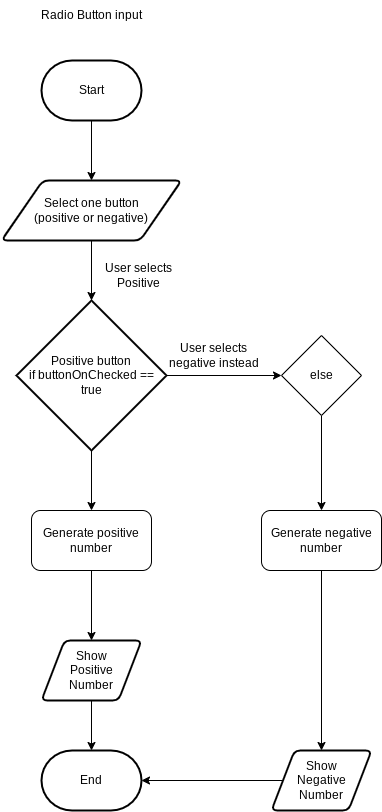 Radio Button input
Start
Select one button
(positive or negative)
User selects
Positive
Positive button
if buttonOnChecked ==
true
User selects
negative instead
else
Generate positive
number
Generate negative
number
Show
Positive
Number
Show
Negative
Number
End